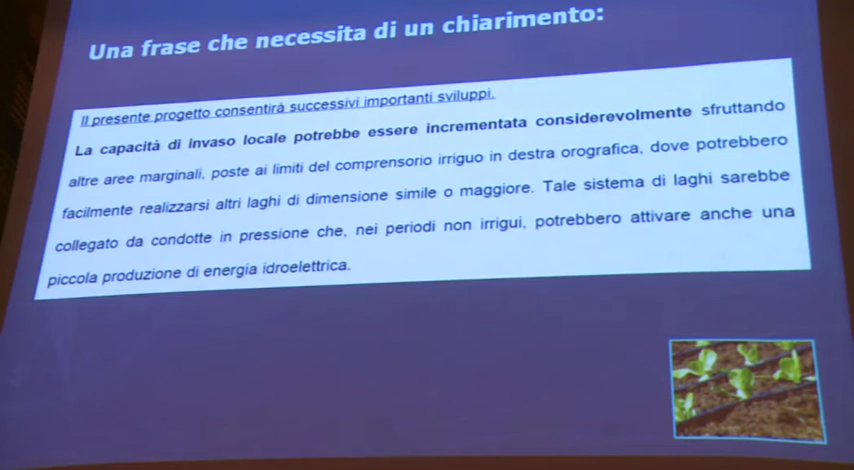 Una frase che necessita di un chiarimento:
Il presente progetto consentirà successivi importanti sviluppi.
La capacità di invaso locale potrebbe essere incrementata considerevolmente sfruttando
altre aree marginali, poste ai limiti del comprensorio irriguo in destra orografica, dove potrebbero
facilmente realizzarsi altri laghi di dimensione simile o maggiore. Tale sistema di laghi sarebbe
collegato da condotte in pressione che, nei periodi non irrigui, potrebbero attivare anche una
piccola produzione di energia idroelettrica.